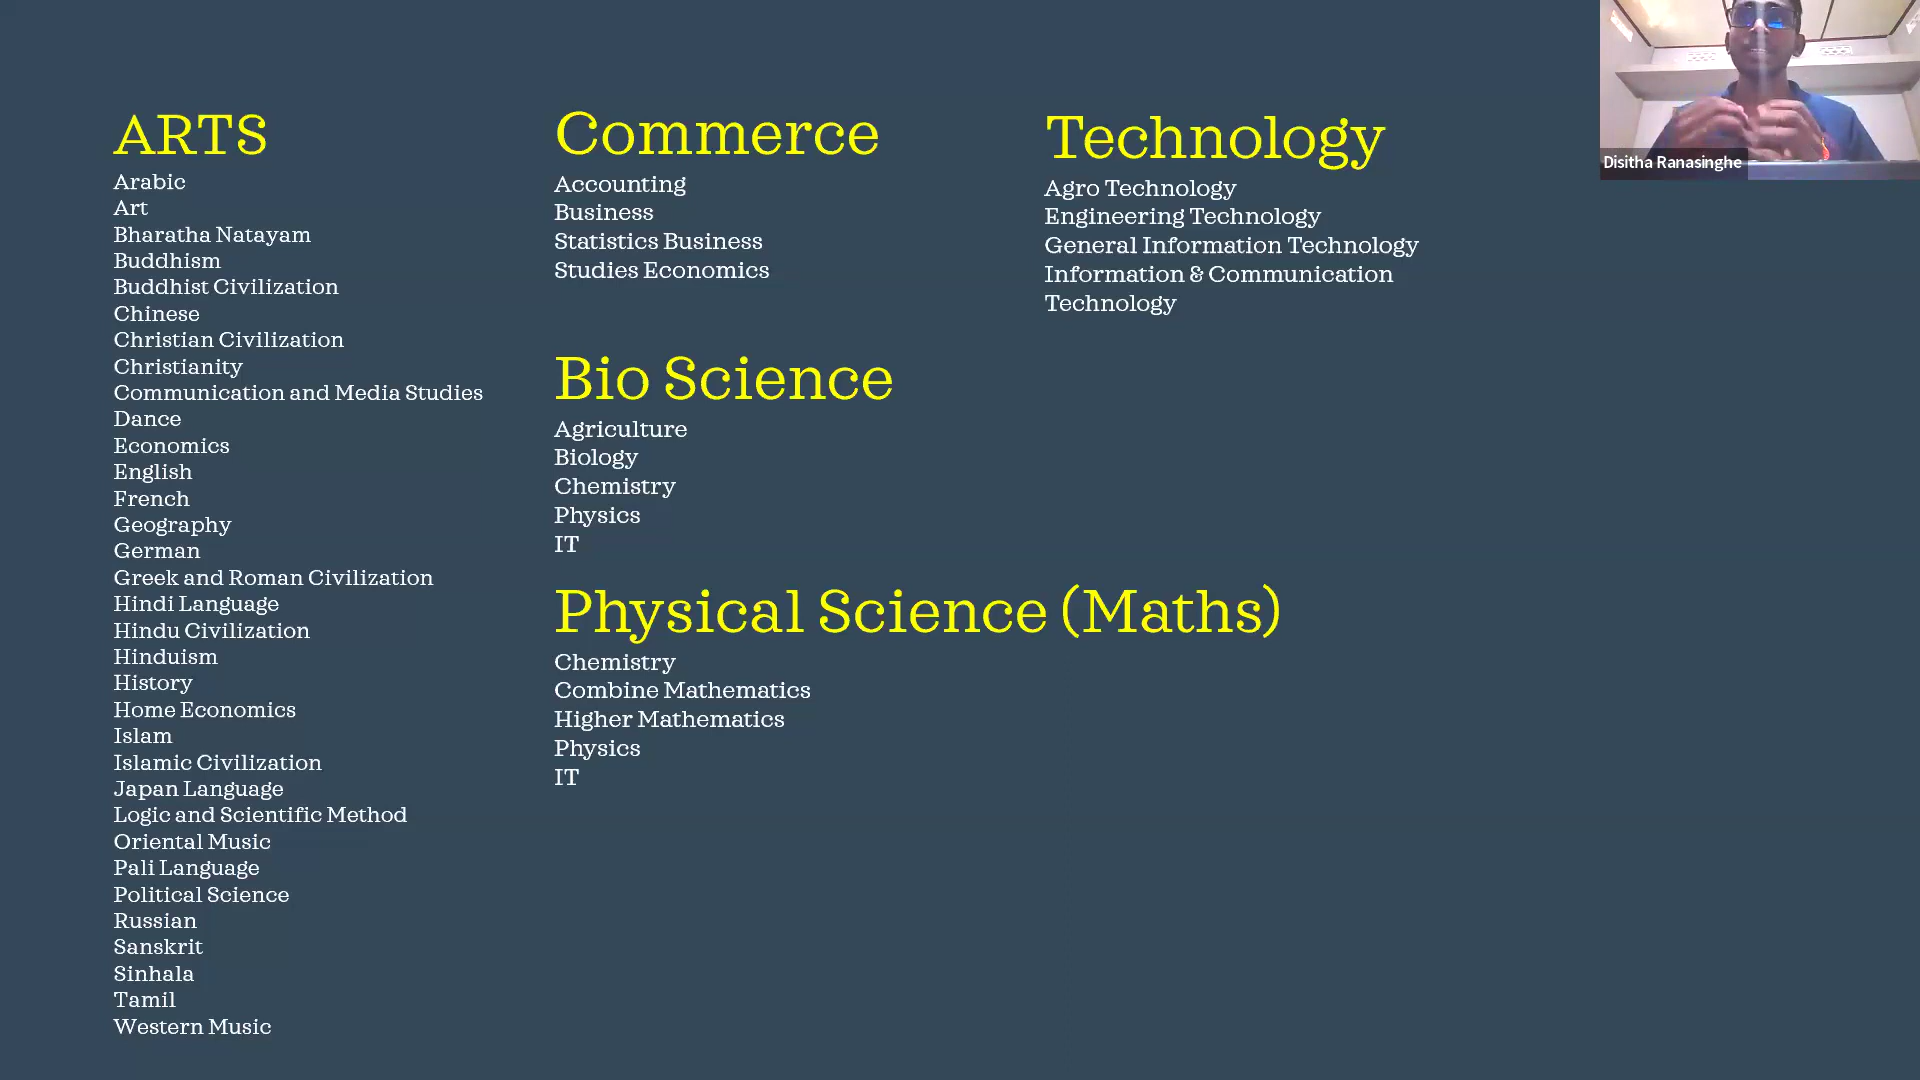 ARTS
Arabic
Art
Bharatha Natayam
Buddhism
Buddhist Civilization
Chinese
Christian Civilization
Christianity
Communication and Media Studies
Dance
Economics
English
French
Geography
German
Greek and Roman Civilization
Hindi Language
Hindu Civilization
Hinduism
History
Home Economics
Islam
Islamic Civilization
Japan Language
Logic and Scientific Method
Oriental Music
Pali Language
Political Science
Russian
Sanskrit
Sinhala
Tamil
Western Music
Commerce
Accounting
Business
Statistics Business
Studies Economics
Bio Science
Agriculture
Biology
Chemistry
Physics
IT
Physical Science (Maths)
Chemistry
Combine Mathematics
Higher Mathematics
Physics
IT
Technology
Agro Technology
Engineering Technology
General Information Technology
Information & Communication
Technology
Disitha Ranasinghe